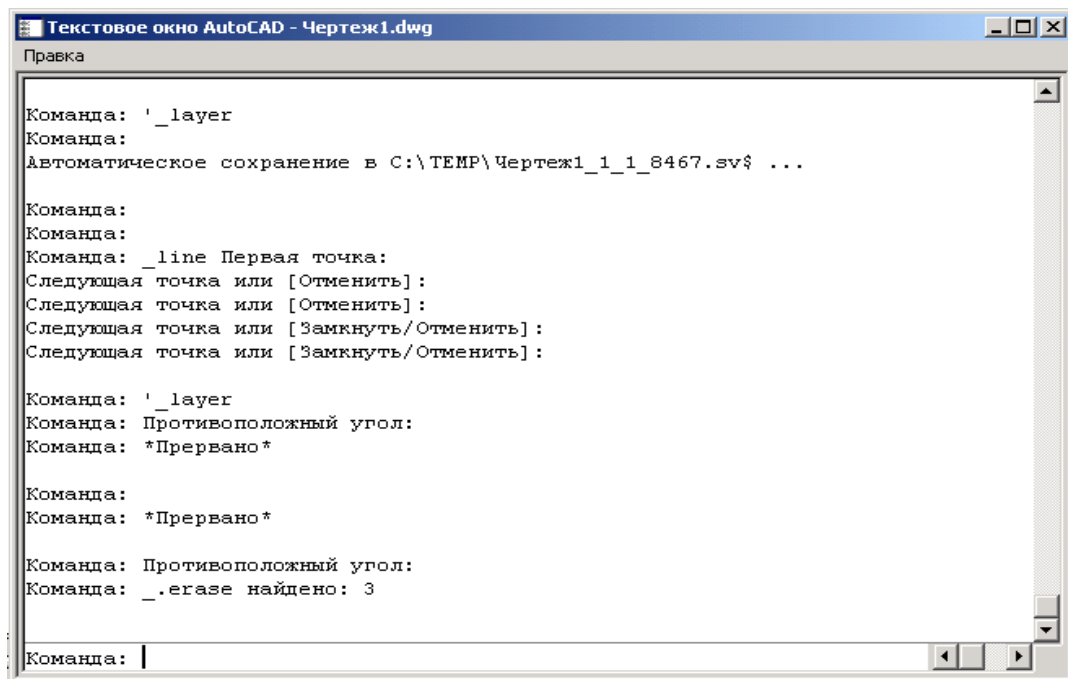 Текстовое окно AutoCAD - Чертеж1.dwg
Правка
Команда: '_layer
Команда:
Автоматическое сохранение в C:\TEMP\Чертеж1_1_1_8467.sv$ ...
Команда:
Команда:
Команда: _line Первая точка:
Следующая точка или [Отменить]:
Следующая точка или [Отменить]:
Следующая точка или [Замкнуть/Отменить]:
Следующая точка или [Замкнуть/Отменить]:
Команда: '_layer
Команда: Противоположный угол:
Команда: *Прервано*
Команда:
Команда: *Прервано*
Команда: Противоположный угол:
Команда: _.erase найдено: 3
Команда: